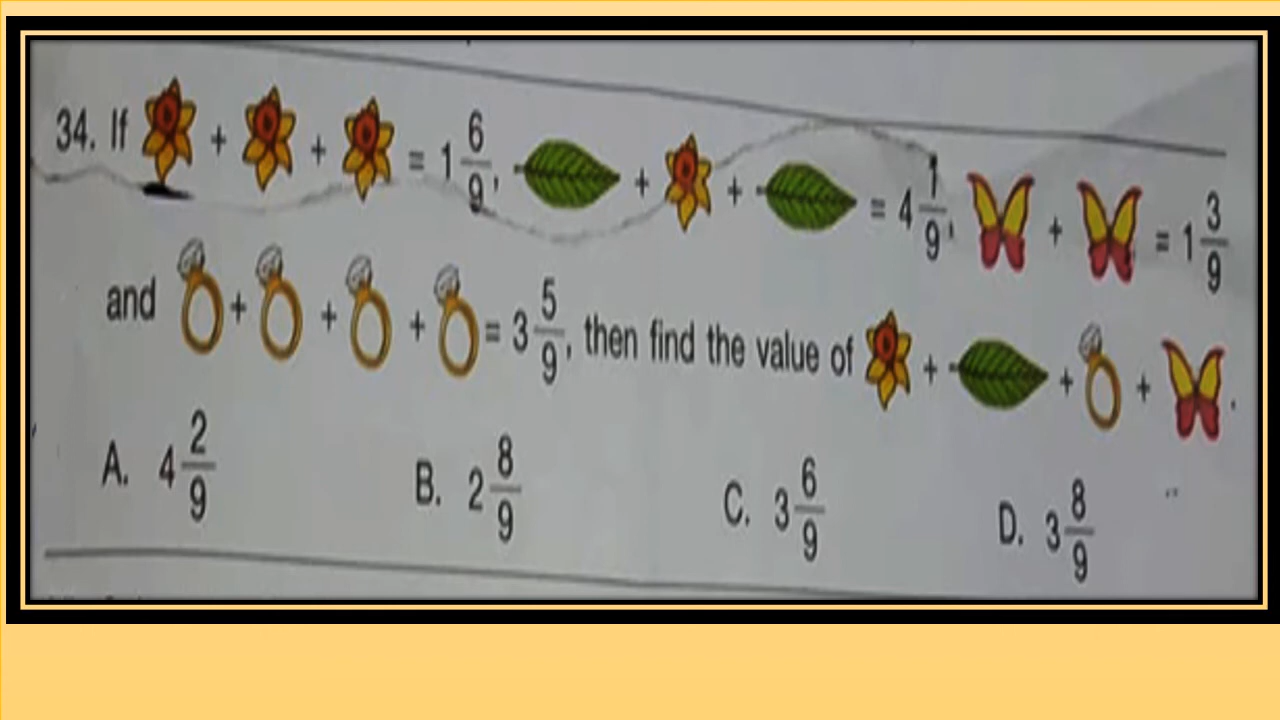 34. If + + = 1 6/9, + + = 4 1/9, + = 1 3/9
and + + + = 3 5/9, then find the value of + + + .
A. 4 2/9 B. 2 8/9 C. 3 6/9 D. 3 8/9